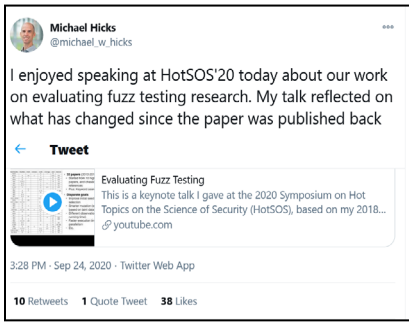 Michael Hicks
@michael_w_hicks
I enjoyed speaking at HotSOS'20 today about our work
on evaluating fuzz testing research. My talk reflected on
what has changed since the paper was published back
← Tweet
Evaluating Fuzz Testing
This is a keynote talk I gave at the 2020 Symposium on Hot
Topics on the Science of Security (HotSOS), based on my 2018...
youtube.com
3:28 PM · Sep 24, 2020 · Twitter Web App
10 Retweets 1 Quote Tweet 38 Likes